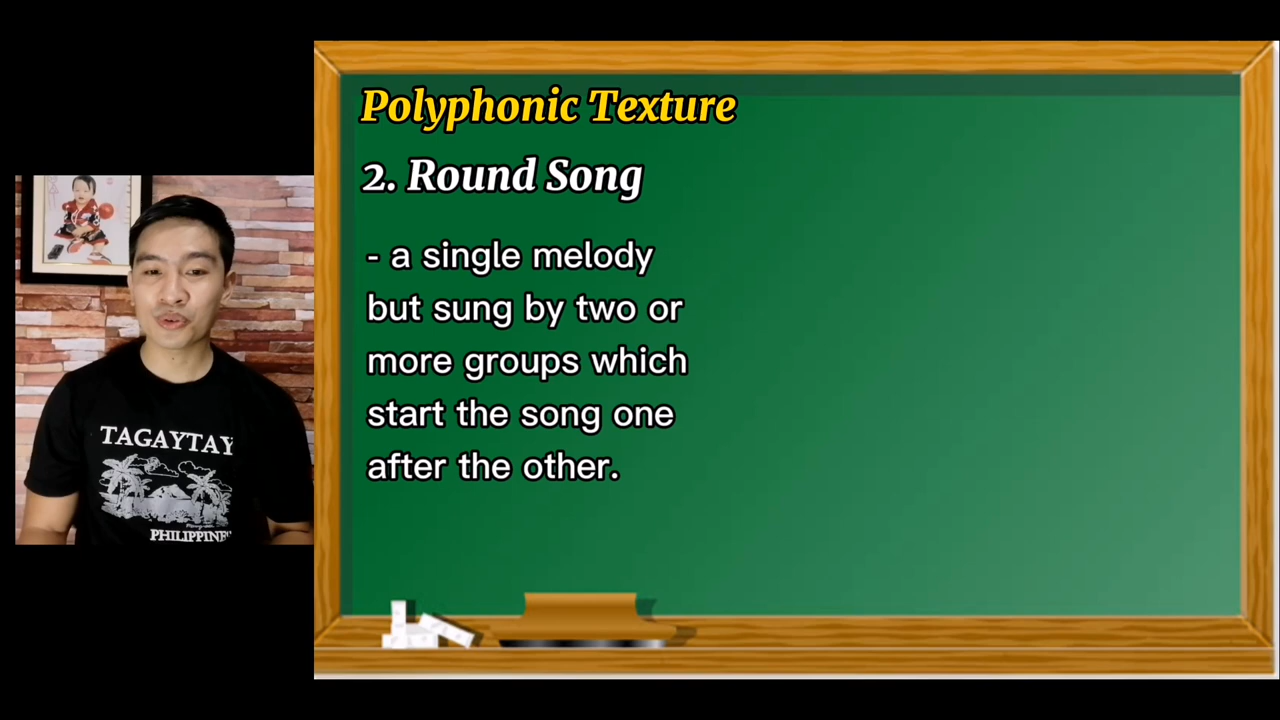 Polyphonic Texture
2. Round Song
- a single melody
but sung by two or
more groups which
start the song one
after the other.
TAGAYTAY
PHILIPPINE